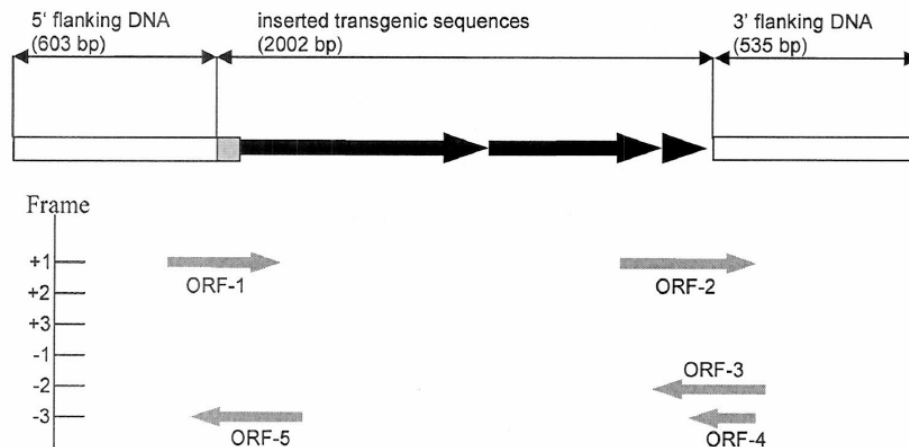 5' flanking DNA
(603 bp)
inserted transgenic sequences
(2002 bp)
3' flanking DNA
(535 bp)
Frame
+1
+2
+3
-1
-2
-3
ORF-1
ORF-2
ORF-3
ORF-5
ORF-4